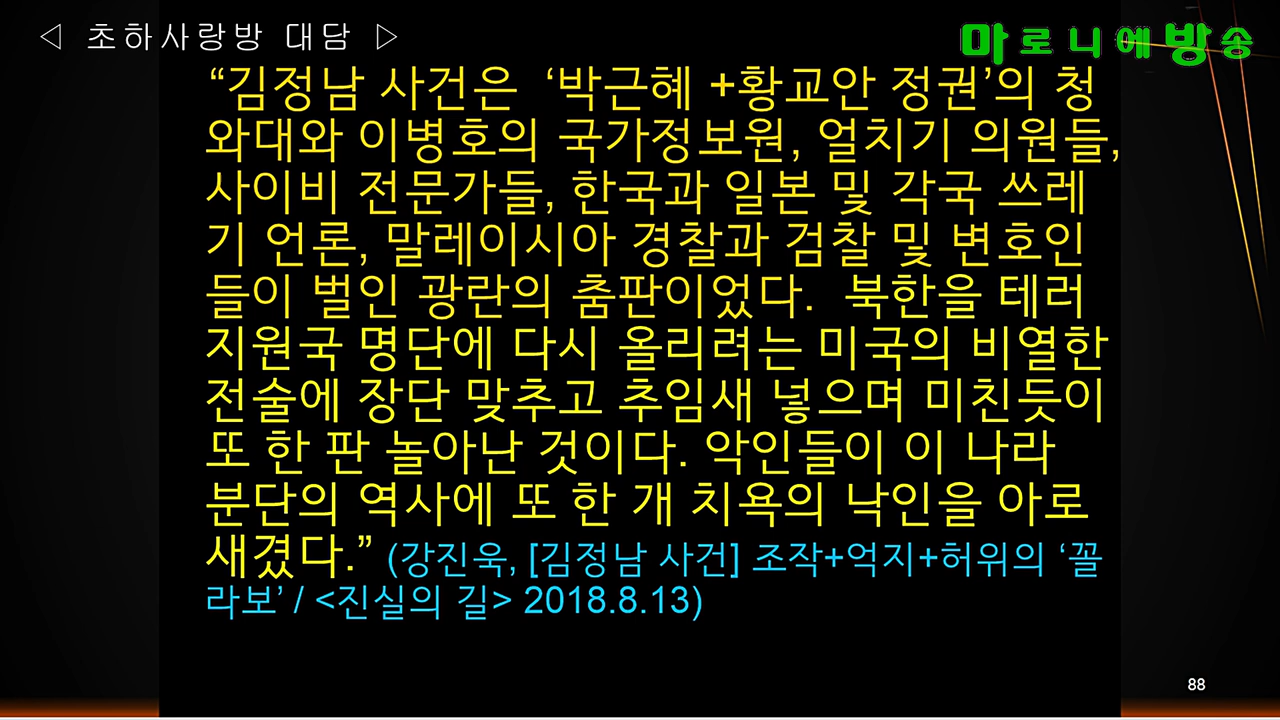 ◁ 초하사랑방 대담 ▷
마로니에방송
“김정남 사건은 ‘박근혜 +황교안 정권’의 청
와대와 이병호의 국가정보원, 얼치기 의원들,
사이비 전문가들, 한국과 일본 및 각국 쓰레
기 언론, 말레이시아 경찰과 검찰 및 변호인
들이 벌인 광란의 춤판이었다. 북한을 테러
지원국 명단에 다시 올리려는 미국의 비열한
전술에 장단 맞추고 추임새 넣으며 미친듯이
또 한 판 놀아난 것이다. 악인들이 이 나라
분단의 역사에 또 한 개 치욕의 낙인을 아로
새겼다.” (강진욱, [김정남 사건] 조작+억지+허위의 ‘꼴
라보’ / <진실의 길> 2018.8.13)
88